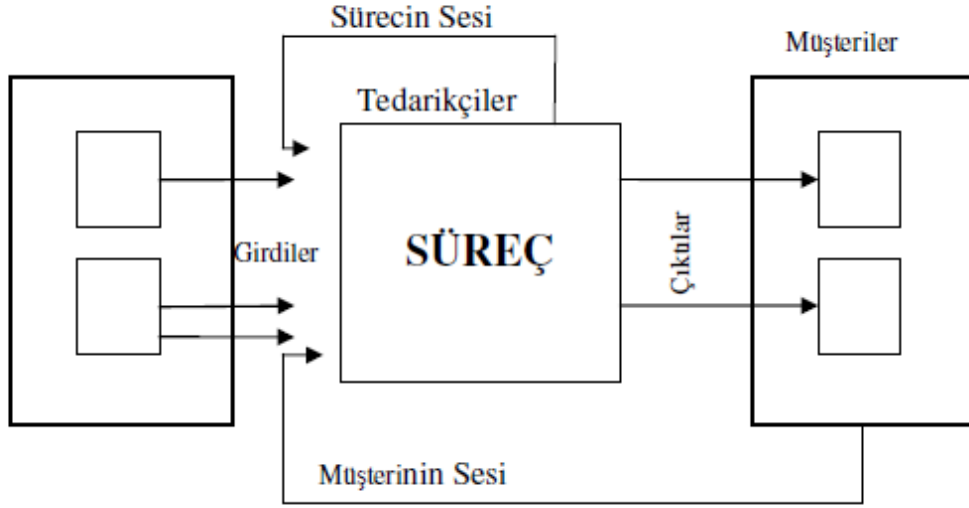 Sürecin Sesi
Müşteriler
Tedarikçiler
Girdiler
SÜREÇ
Çıktılar
Müşterinin Sesi